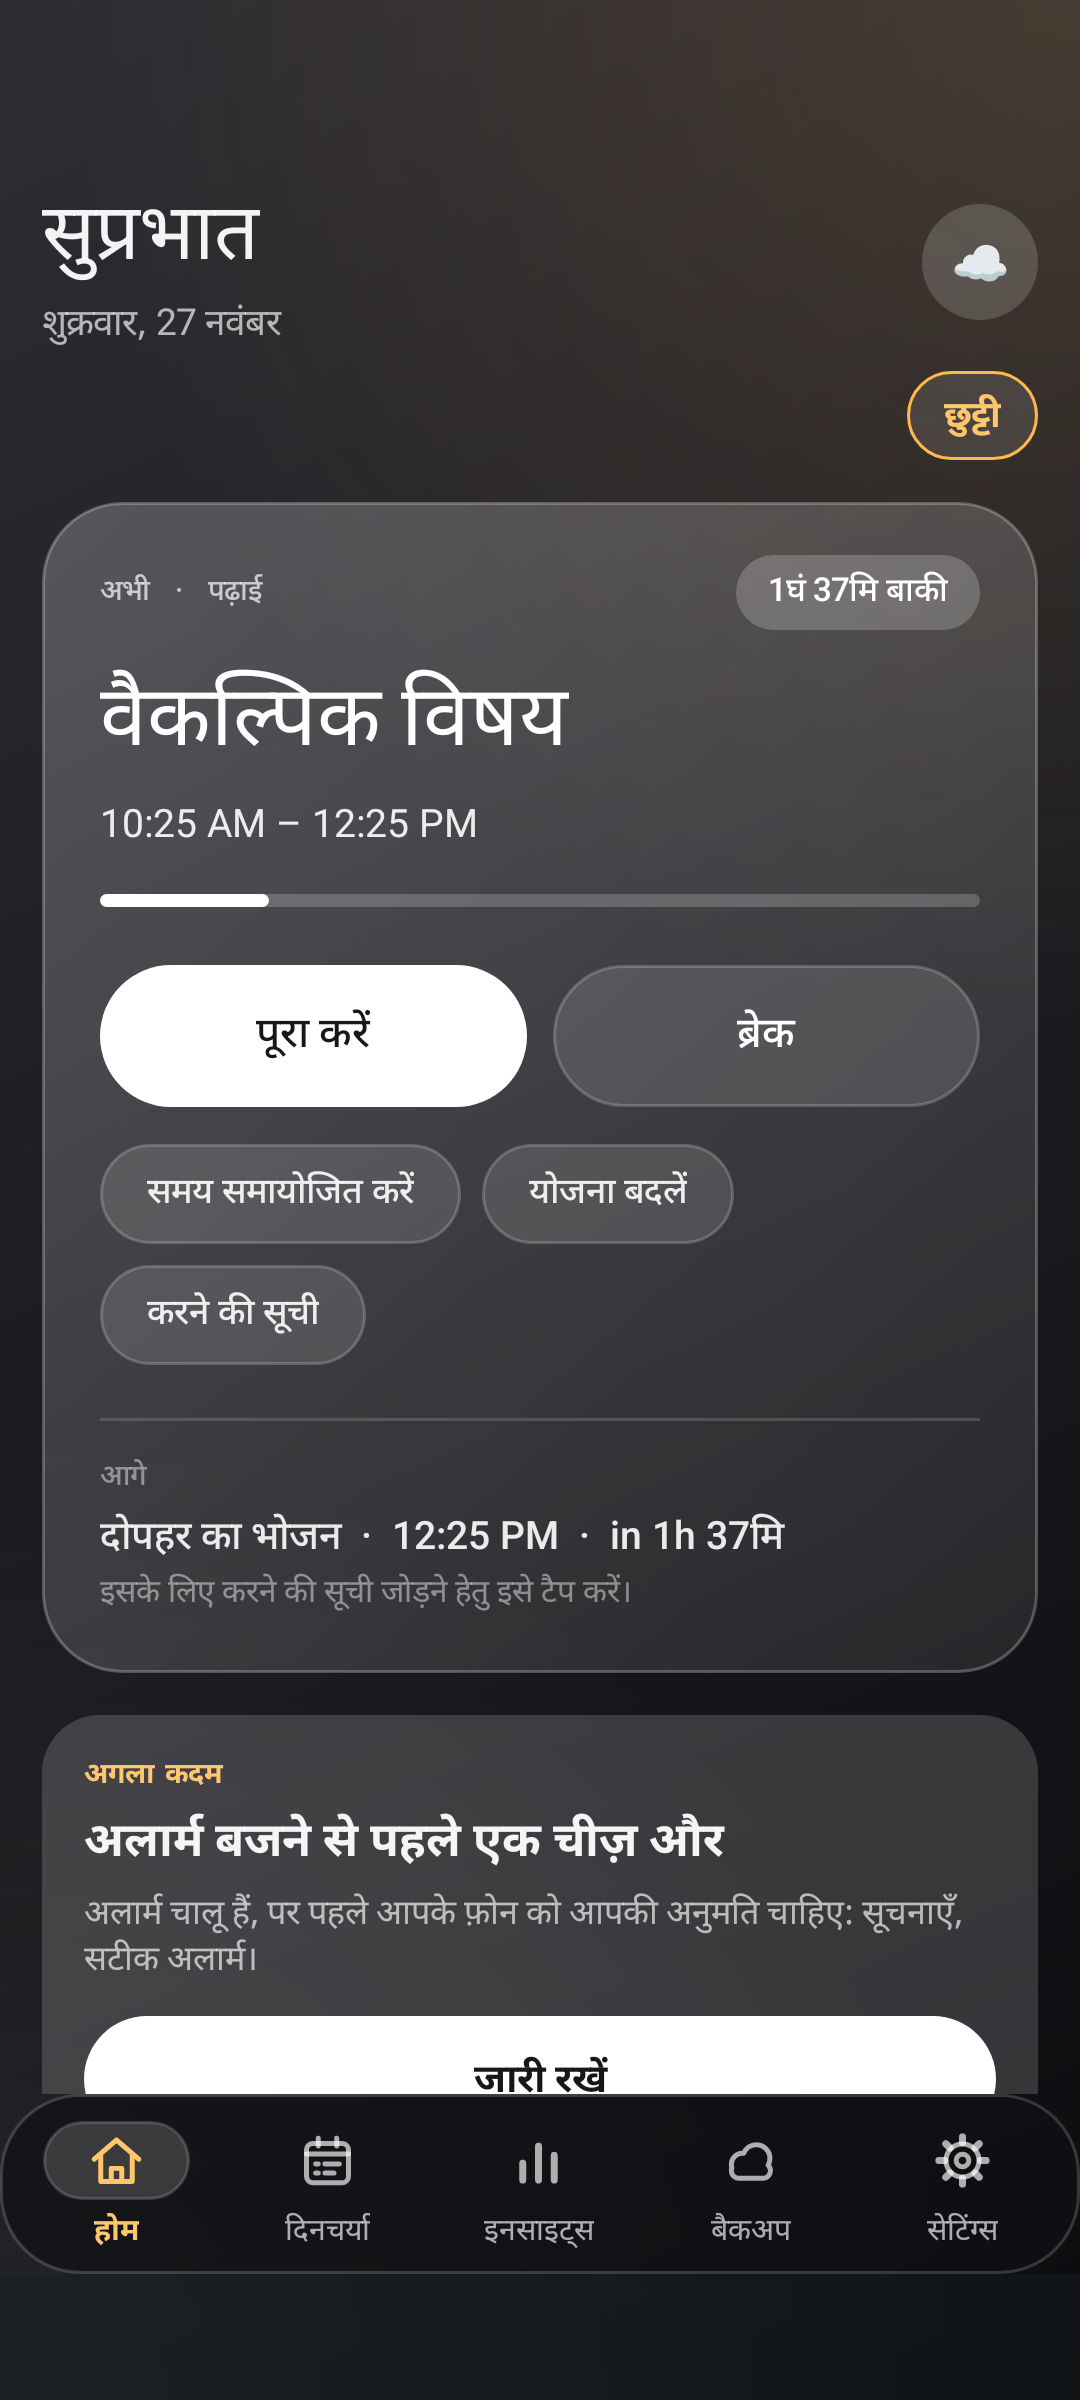 सुप्रभात
शुक्रवार, 27 नवंबर
छुट्टी
अभी · पढ़ाई
1घं 37मि बाकी
वैकल्पिक विषय
10:25 AM – 12:25 PM
पूरा करें
ब्रेक
समय समायोजित करें
योजना बदलें
करने की सूची
आगे
दोपहर का भोजन · 12:25 PM · in 1h 37मि
इसके लिए करने की सूची जोड़ने हेतु इसे टैप करें।
अगला कदम
अलार्म बजने से पहले एक चीज़ और
अलार्म चालू हैं, पर पहले आपके फ़ोन को आपकी अनुमति चाहिए: सूचनाएँ,
सटीक अलार्म।
जारी रखें
होम
दिनचर्या
इनसाइट्स
बैकअप
सेटिंग्स